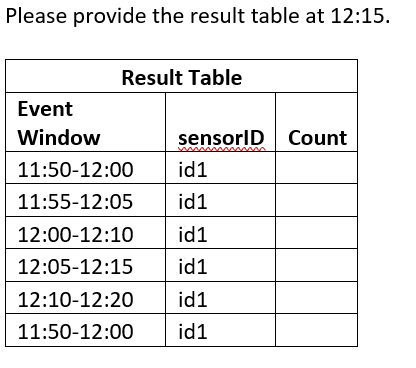 Please provide the result table at 12:15.
Result Table
Event
Window sensorID Count
11:50-12:00 id1
11:55-12:05 id1
12:00-12:10 id1
12:05-12:15 id1
12:10-12:20 id1
11:50-12:00 id1